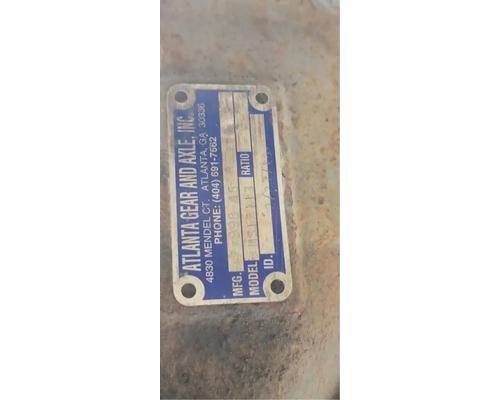 ATLANTA GEAR AND AXLE, INC.
4830 MENDEL CT. ATLANTA, GA 30336
PHONE: (404) 691-7662
MFG.
MODEL RATIO
ID.